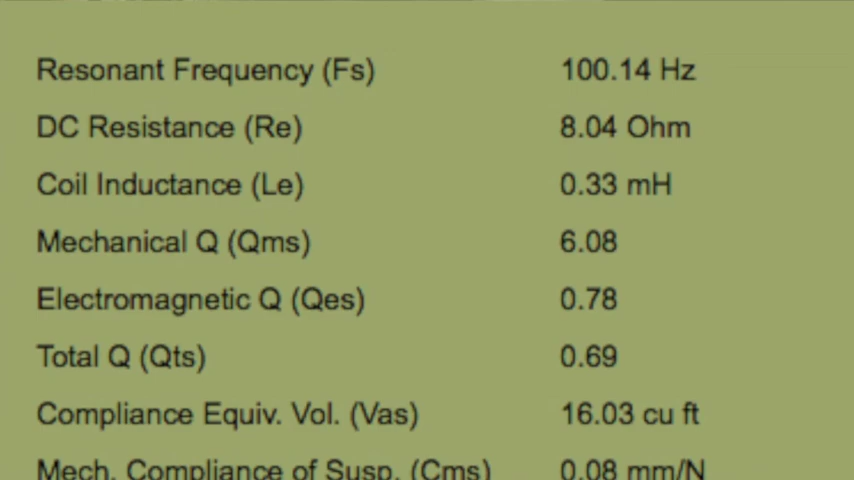 Resonant Frequency (Fs) 100.14 Hz
DC Resistance (Re) 8.04 Ohm
Coil Inductance (Le) 0.33 mH
Mechanical Q (Qms) 6.08
Electromagnetic Q (Qes) 0.78
Total Q (Qts) 0.69
Compliance Equiv. Vol. (Vas) 16.03 cu ft
Mech. Compliance of Susp. (Cms) 0.08 mm/N